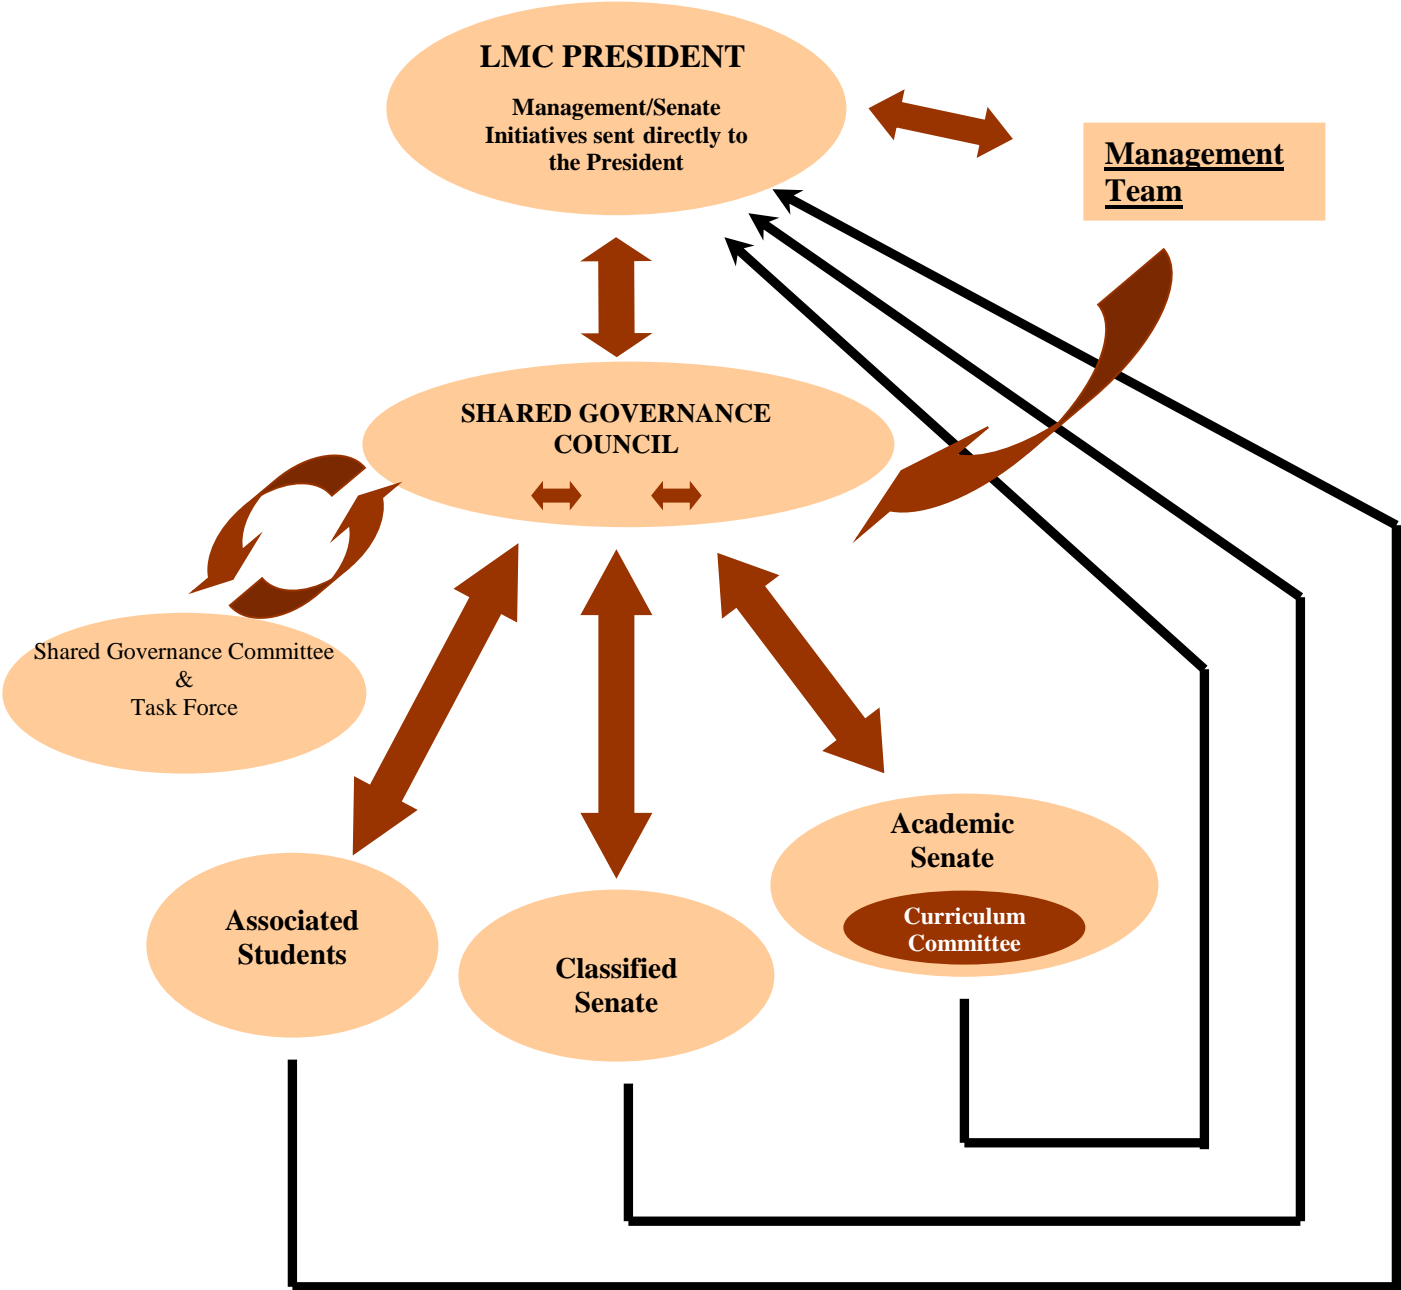 LMC PRESIDENT
Management/Senate
Initiatives sent directly to
the President
Management
Team
SHARED GOVERNANCE
COUNCIL
Shared Governance Committee
&
Task Force
Academic
Senate
Curriculum
Committee
Associated
Students
Classified
Senate